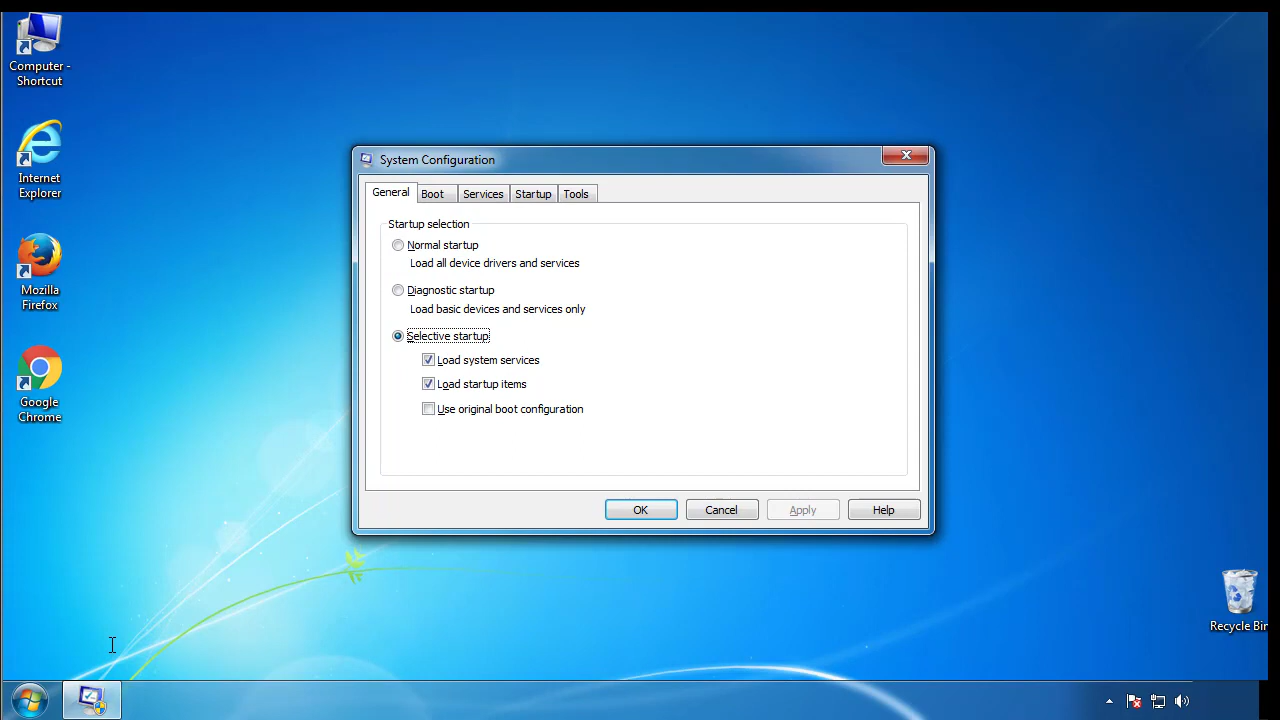 Computer -
Shortcut
Internet
Explorer
Mozilla
Firefox
Google
Chrome
System Configuration
General
Boot
Services
Startup
Tools
Startup selection
Normal startup
Load all device drivers and services
Diagnostic startup
Load basic devices and services only
Selective startup
Load system services
Load startup items
Use original boot configuration
OK
Cancel
Apply
Help
Recycle Bin